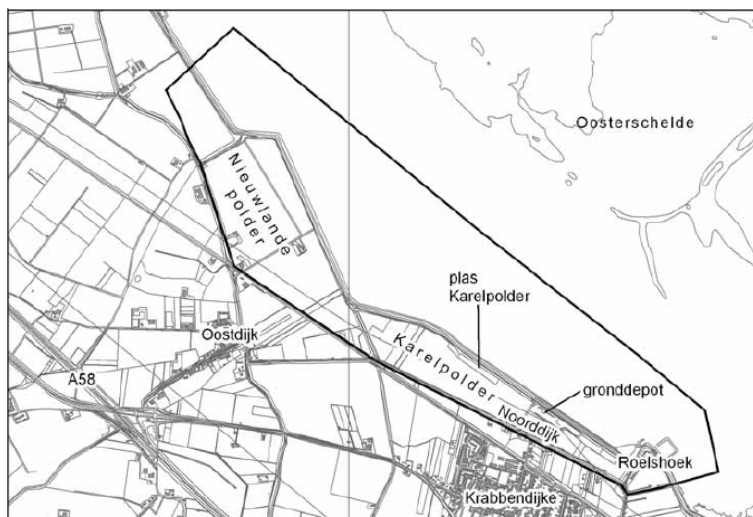 Oosterschelde
Nieuwlande
polder
plas
Karelpolder
Oostdijk
Karelpolder
A58
gronddepot
Noorddijk
Roelshoek
Krabbendijke